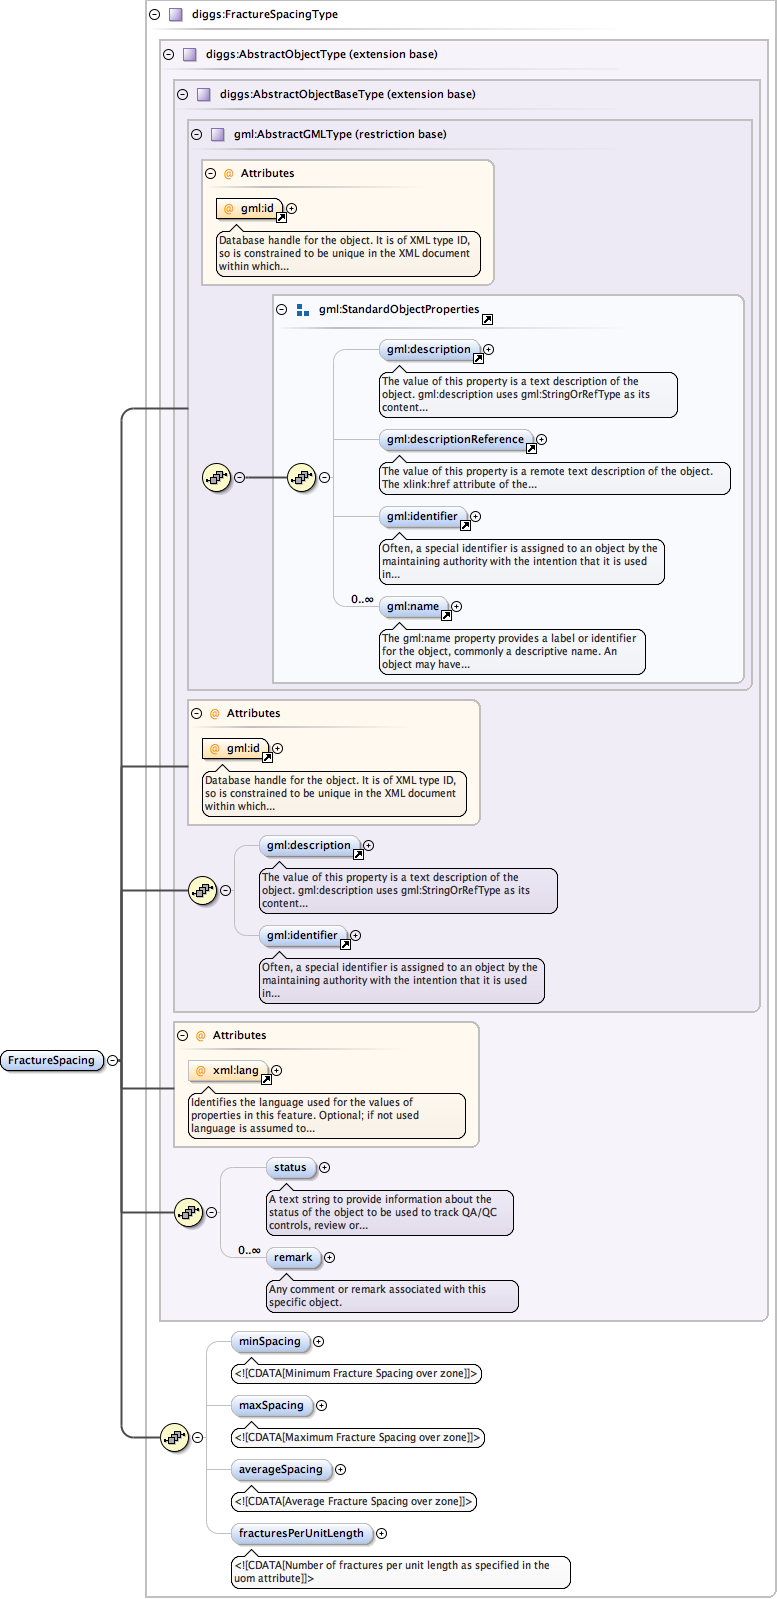 diggs:FractureSpacingType
diggs:AbstractObjectType (extension base)
diggs:AbstractObjectBaseType (extension base)
gml:AbstractGMLType (restriction base)
@ Attributes
@ gml:id
Database handle for the object. It is of XML type ID,
so is constrained to be unique in the XML document
within which...
gml:StandardObjectProperties
gml:description
The value of this property is a text description of the
object. gml:description uses gml:StringOrRefType as its
content...
gml:descriptionReference
The value of this property is a remote text description of the object.
The xlink:href attribute of the...
gml:identifier
Often, a special identifier is assigned to an object by the
maintaining authority with the intention that it is used
in...
0..∞ gml:name
The gml:name property provides a label or identifier
for the object, commonly a descriptive name. An
object may have...
@ Attributes
@ gml:id
Database handle for the object. It is of XML type ID,
so is constrained to be unique in the XML document
within which...
gml:description
The value of this property is a text description of the
object. gml:description uses gml:StringOrRefType as its
content...
gml:identifier
Often, a special identifier is assigned to an object by the
maintaining authority with the intention that it is used
in...
@ Attributes
FractureSpacing
@ xml:lang
Identifies the language used for the values of
properties in this feature. Optional; if not used
language is assumed to...
status
A text string to provide information about the
status of the object to be used to track QA/QC
controls, review or...
0..∞ remark
Any comment or remark associated with this
specific object.
minSpacing
<![CDATA[Minimum Fracture Spacing over zone]]>
maxSpacing
<![CDATA[Maximum Fracture Spacing over zone]]>
averageSpacing
<![CDATA[Average Fracture Spacing over zone]]>
fracturesPerUnitLength
<![CDATA[Number of fractures per unit length as specified in the
uom attribute]]>